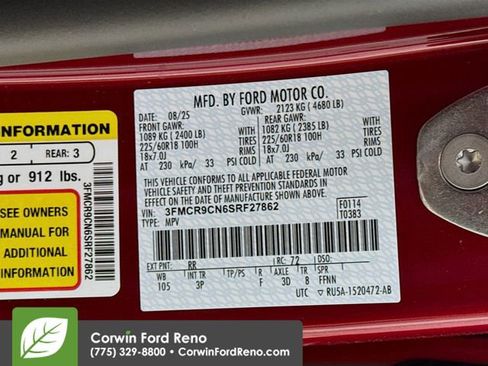 MFD. BY FORD MOTOR CO.
DATE: 08/25 GVWR: 2123 KG ( 4680 LB)
FRONT GAWR: REAR GAWR:
1089 KG ( 2400 LB) WITH 1082 KG ( 2385 LB) WITH
225/60R18 100H TIRES 225/60R18 100H TIRES
18x7.0J RIMS 18x7.0J RIMS
AT 230 kPa/ 33 PSI COLD AT 230 kPa/ 33 PSI COLD
THIS VEHICLE CONFORMS TO ALL APPLICABLE FEDERAL MOTOR
VEHICLE SAFETY AND THEFT PREVENTION STANDARDS IN
EFFECT ON THE DATE OF MANUFACTURE SHOWN ABOVE.
VIN: 3FMCR9CN6SRF27862 F0114
TYPE: MPV T0383
EXT PNT: RR RC: 72 DSO:
WB INT TR TP/PS R AXLE TR SPR
105 3P F 3D 8 FFNN
UTC RU5A-1520472-AB
INFORMATION
2 REAR: 3
g or 912 lbs.
SEE OWNERS
MANUAL FOR
ADDITIONAL
INFORMATION
3FMCR9CN6SRF27862
Corwin Ford Reno
(775) 329-8800 • CorwinFordReno.com